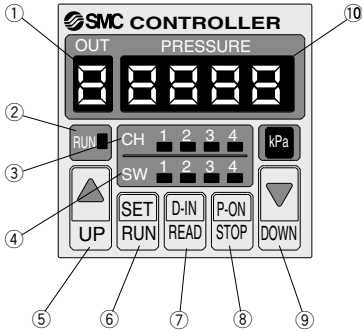 ① ⑩
SMC CONTROLLER
OUT PRESSURE
8 8888
②
RUN CH 1 2 3 4 kPa
③
④ SW 1 2 3 4
UP SET RUN D-IN READ P-ON STOP DOWN
⑤ ⑥ ⑦ ⑧ ⑨